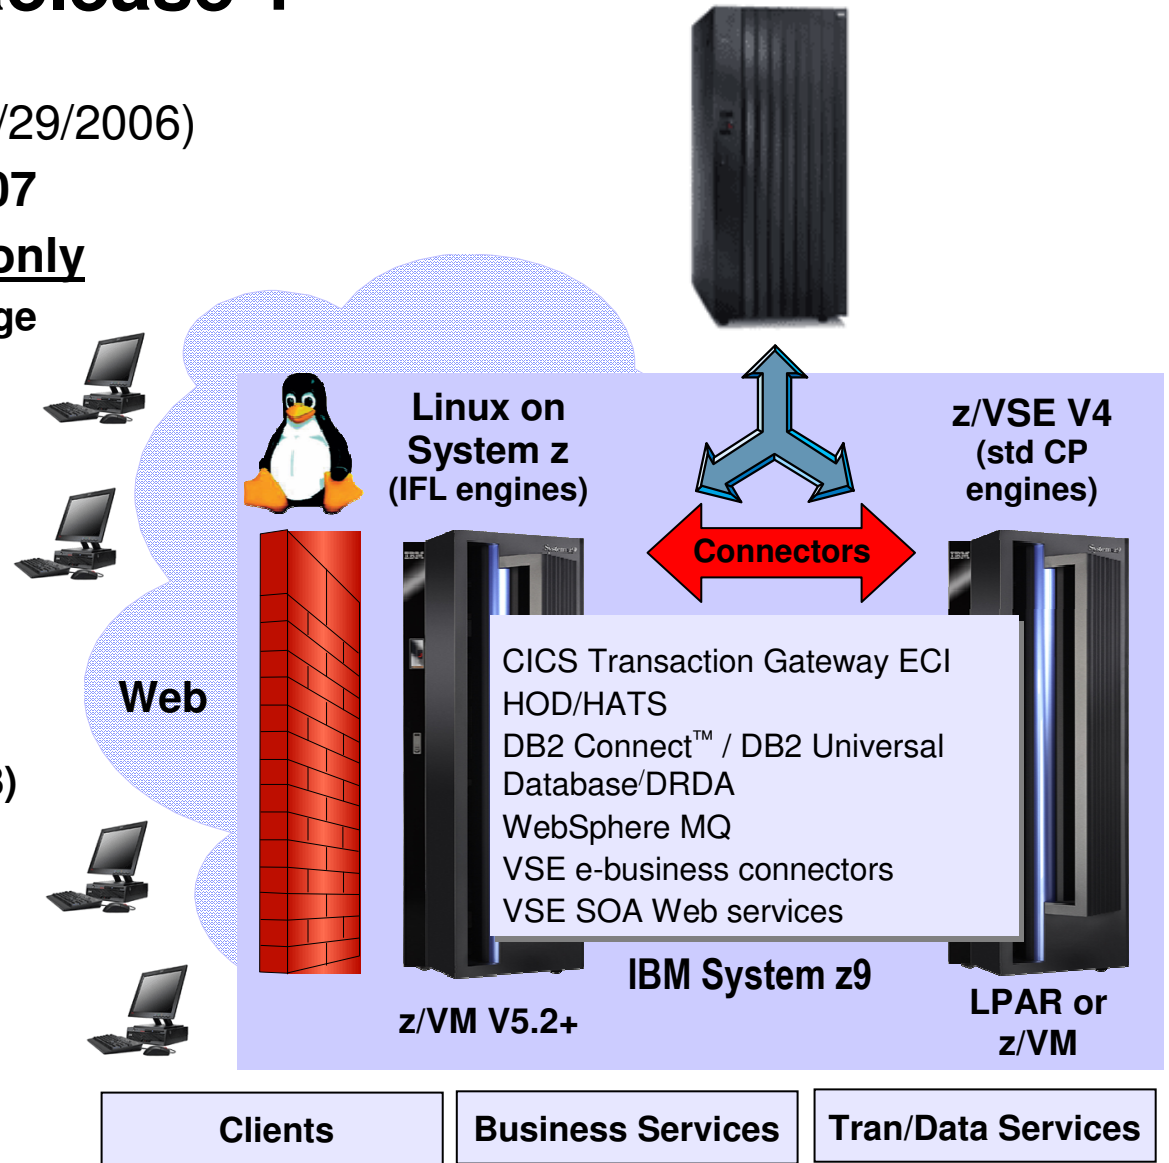 /29/2006)
07
only
ge
Linux on
System z
(IFL engines)
z/VSE V4
(std CP
engines)
Connectors
IBM
CICS Transaction Gateway ECI
HOD/HATS
DB2 Connect™ / DB2 Universal
Database/DRDA
WebSphere MQ
VSE e-business connectors
VSE SOA Web services
Web
3)
IBM System z9
z/VM V5.2+
LPAR or
z/VM
Clients
Business Services
Tran/Data Services